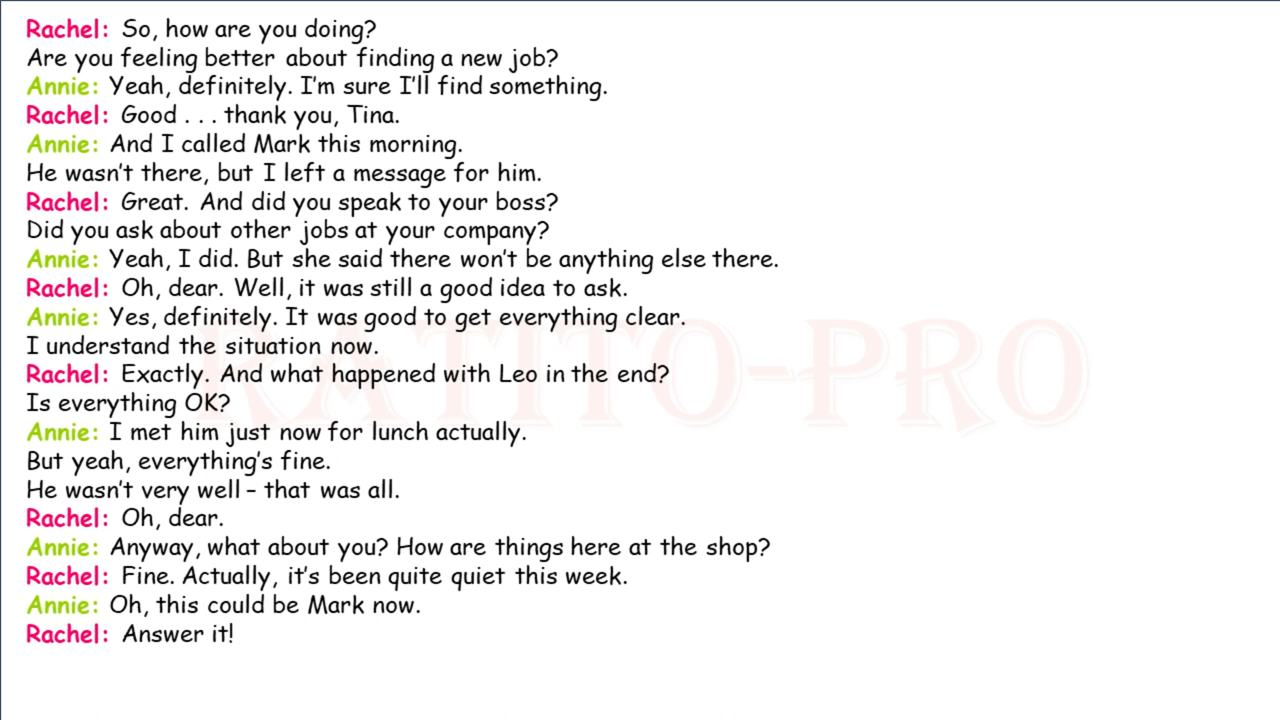 Rachel: So, how are you doing?
Are you feeling better about finding a new job?
Annie: Yeah, definitely. I'm sure I'll find something.
Rachel: Good . . . thank you, Tina.
Annie: And I called Mark this morning.
He wasn't there, but I left a message for him.
Rachel: Great. And did you speak to your boss?
Did you ask about other jobs at your company?
Annie: Yeah, I did. But she said there won't be anything else there.
Rachel: Oh, dear. Well, it was still a good idea to ask.
Annie: Yes, definitely. It was good to get everything clear.
I understand the situation now.
RATITO-PRO
Rachel: Exactly. And what happened with Leo in the end?
Is everything OK?
Annie: I met him just now for lunch actually.
But yeah, everything's fine.
He wasn't very well – that was all.
Rachel: Oh, dear.
Annie: Anyway, what about you? How are things here at the shop?
Rachel: Fine. Actually, it's been quite quiet this week.
Annie: Oh, this could be Mark now.
Rachel: Answer it!